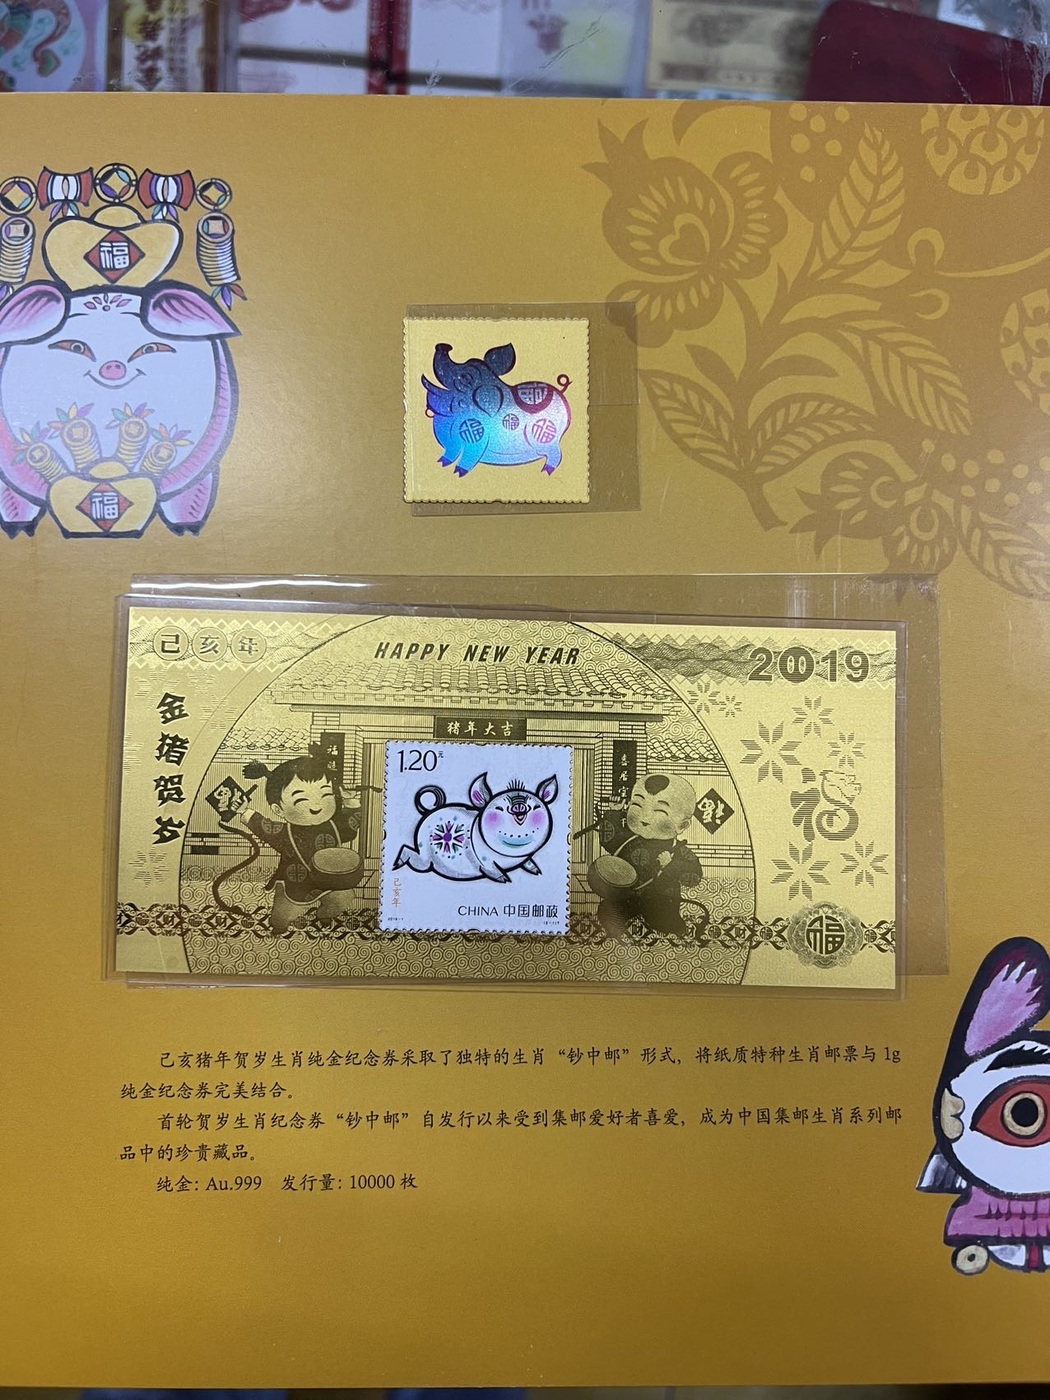 福
福
福
福
福
己亥年
HAPPY NEW YEAR
2019
金猪贺岁
猪年大吉
1.20元
己亥年
CHINA 中国邮政
福
己亥猪年贺岁生肖纯金纪念券采取了独特的生肖“钞中邮”形式，将纸质特种生肖邮票与 1g
纯金纪念券完美结合。
首轮贺岁生肖纪念券“钞中邮”自发行以来受到集邮爱好者喜爱，成为中国集邮生肖系列邮
品中的珍贵藏品。
纯金: Au.999 发行量: 10000 枚